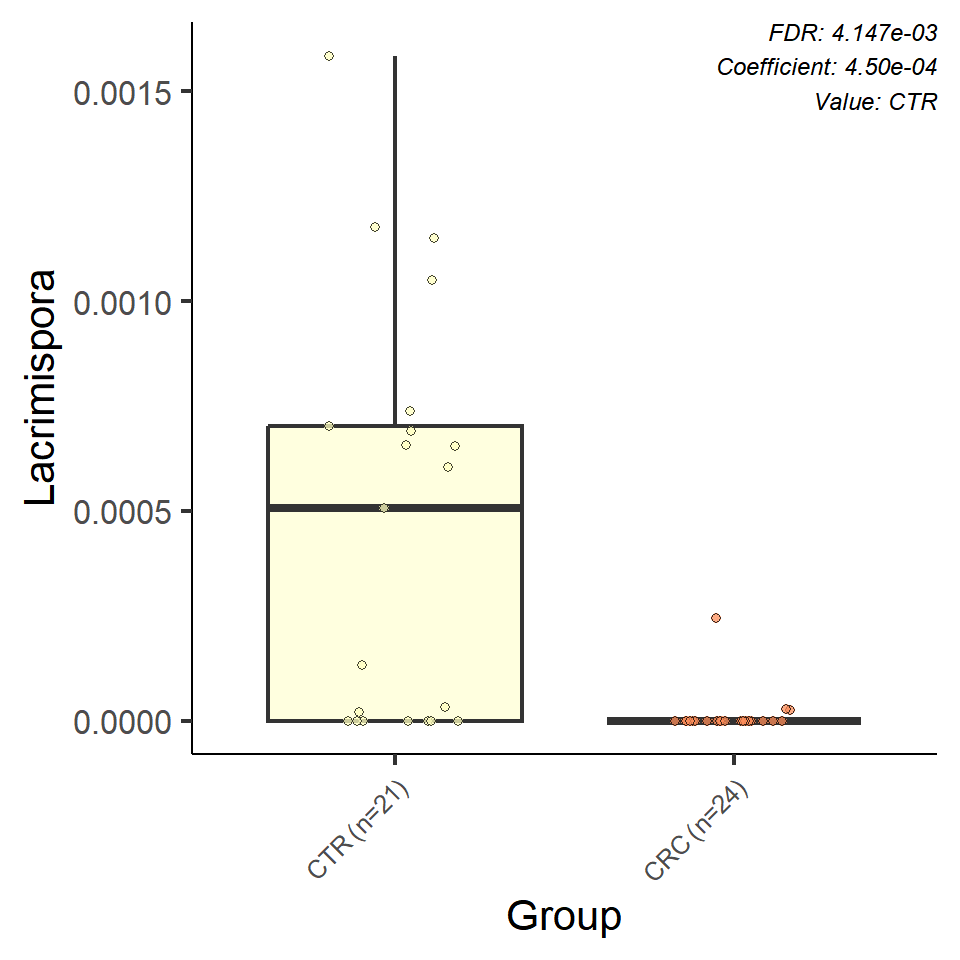 FDR: 4.147e-03
Coefficient: 4.50e-04
Value: CTR
Lacrimispora
0.0015
0.0010
0.0005
0.0000
CTR (n=21)
CRC (n=24)
Group